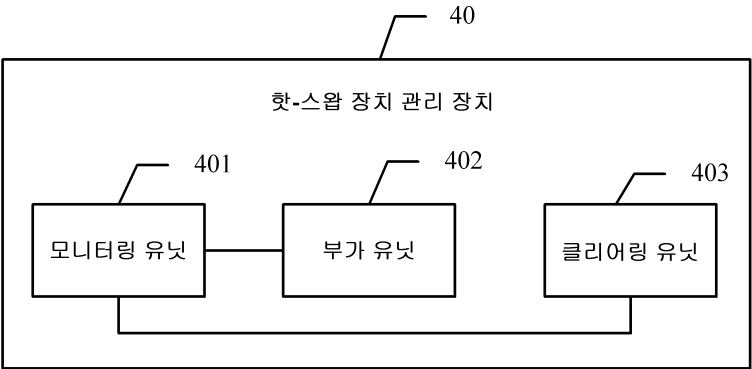 40
핫-스왑 장치 관리 장치
401
402
403
모니터링 유닛
부가 유닛
클리어링 유닛